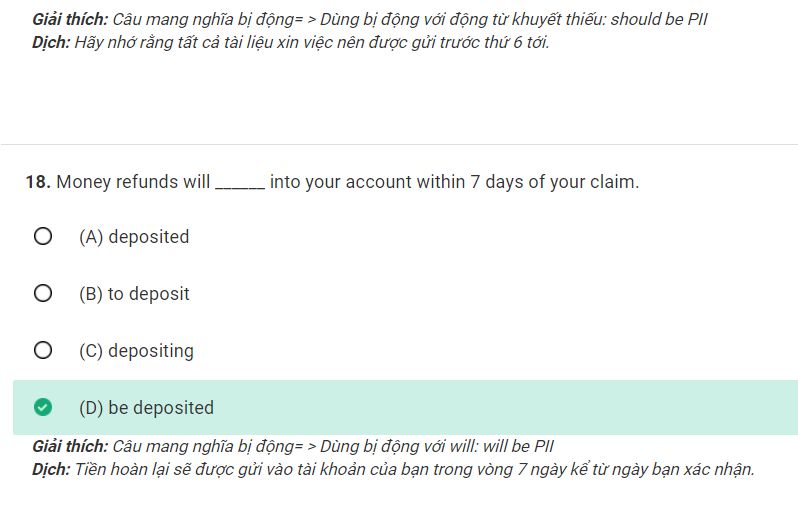 Giải thích: Câu mang nghĩa bị động= > Dùng bị động với động từ khuyết thiếu: should be PII
Dịch: Hãy nhớ rằng tất cả tài liệu xin việc nên được gửi trước thứ 6 tới.
18. Money refunds will ______ into your account within 7 days of your claim.
(A) deposited
(B) to deposit
(C) depositing
(D) be deposited
Giải thích: Câu mang nghĩa bị động= > Dùng bị động với will: will be PII
Dịch: Tiền hoàn lại sẽ được gửi vào tài khoản của bạn trong vòng 7 ngày kể từ ngày bạn xác nhận.